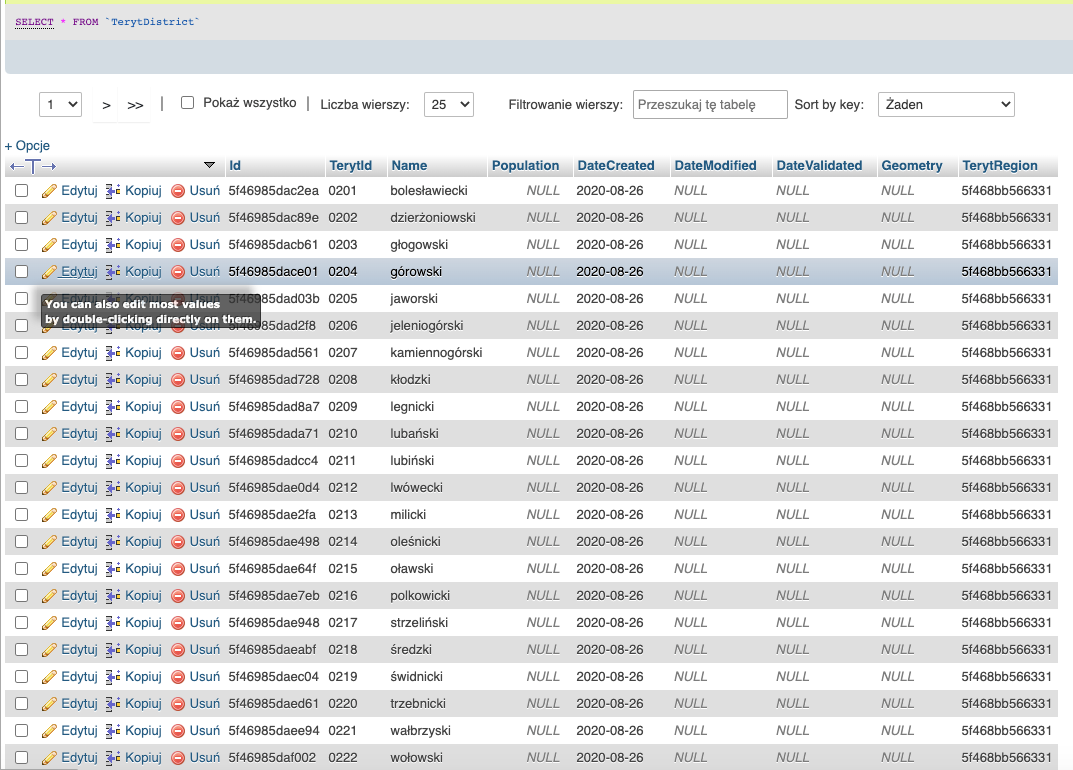 SELECT * FROM `TerytDistrict`
1 > >> | Pokaż wszystko | Liczba wierszy: 25 Filtrowanie wierszy: Przeszukaj tę tabelę Sort by key: Żaden
+ Opcje
←T→ Id TerytId Name Population DateCreated DateModified DateValidated Geometry TerytRegion
Edytuj Kopiuj Usuń 5f46985dac2ea 0201 bolesławiecki NULL 2020-08-26 NULL NULL NULL 5f468bb566331
Edytuj Kopiuj Usuń 5f46985dac89e 0202 dzierżoniowski NULL 2020-08-26 NULL NULL NULL 5f468bb566331
Edytuj Kopiuj Usuń 5f46985dacb61 0203 głogowski NULL 2020-08-26 NULL NULL NULL 5f468bb566331
Edytuj Kopiuj Usuń 5f46985dace01 0204 górowski NULL 2020-08-26 NULL NULL NULL 5f468bb566331
Edytuj Kopiuj Usuń 5f46985dad03b 0205 jaworski NULL 2020-08-26 NULL NULL NULL 5f468bb566331
You can also edit most values
by double-clicking directly on them.
Edytuj Kopiuj Usuń 5f46985dad2f8 0206 jeleniogórski NULL 2020-08-26 NULL NULL NULL 5f468bb566331
Edytuj Kopiuj Usuń 5f46985dad561 0207 kamiennogórski NULL 2020-08-26 NULL NULL NULL 5f468bb566331
Edytuj Kopiuj Usuń 5f46985dad728 0208 kłodzki NULL 2020-08-26 NULL NULL NULL 5f468bb566331
Edytuj Kopiuj Usuń 5f46985dad8a7 0209 legnicki NULL 2020-08-26 NULL NULL NULL 5f468bb566331
Edytuj Kopiuj Usuń 5f46985dada71 0210 lubański NULL 2020-08-26 NULL NULL NULL 5f468bb566331
Edytuj Kopiuj Usuń 5f46985dadcc4 0211 lubiński NULL 2020-08-26 NULL NULL NULL 5f468bb566331
Edytuj Kopiuj Usuń 5f46985dae0d4 0212 lwówecki NULL 2020-08-26 NULL NULL NULL 5f468bb566331
Edytuj Kopiuj Usuń 5f46985dae2fa 0213 milicki NULL 2020-08-26 NULL NULL NULL 5f468bb566331
Edytuj Kopiuj Usuń 5f46985dae498 0214 oleśnicki NULL 2020-08-26 NULL NULL NULL 5f468bb566331
Edytuj Kopiuj Usuń 5f46985dae64f 0215 oławski NULL 2020-08-26 NULL NULL NULL 5f468bb566331
Edytuj Kopiuj Usuń 5f46985dae7eb 0216 polkowicki NULL 2020-08-26 NULL NULL NULL 5f468bb566331
Edytuj Kopiuj Usuń 5f46985dae948 0217 strzeliński NULL 2020-08-26 NULL NULL NULL 5f468bb566331
Edytuj Kopiuj Usuń 5f46985daeabf 0218 średzki NULL 2020-08-26 NULL NULL NULL 5f468bb566331
Edytuj Kopiuj Usuń 5f46985daec04 0219 świdnicki NULL 2020-08-26 NULL NULL NULL 5f468bb566331
Edytuj Kopiuj Usuń 5f46985daed61 0220 trzebnicki NULL 2020-08-26 NULL NULL NULL 5f468bb566331
Edytuj Kopiuj Usuń 5f46985daee94 0221 wałbrzyski NULL 2020-08-26 NULL NULL NULL 5f468bb566331
Edytuj Kopiuj Usuń 5f46985daf002 0222 wołowski NULL 2020-08-26 NULL NULL NULL 5f468bb566331